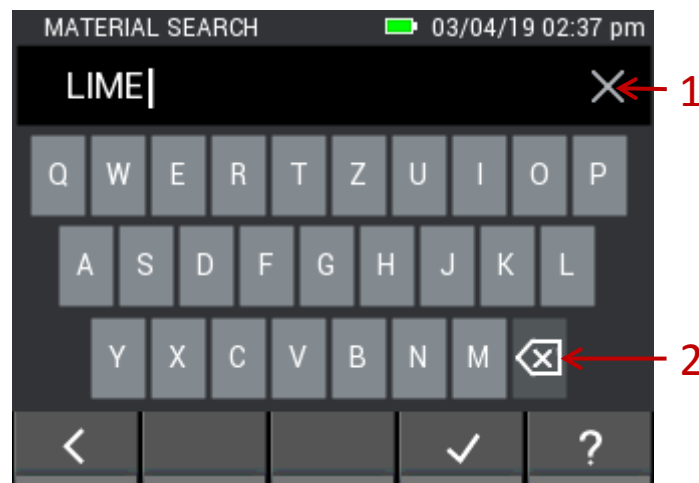 MATERIAL SEARCH 03/04/19 02:37 pm
LIME
1
Q W E R T Z U I O P
A S D F G H J K L
Y X C V B N M
2
?